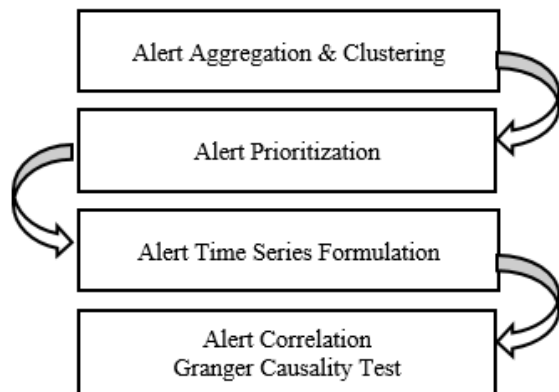 Alert Aggregation & Clustering
Alert Prioritization
Alert Time Series Formulation
Alert Correlation
Granger Causality Test